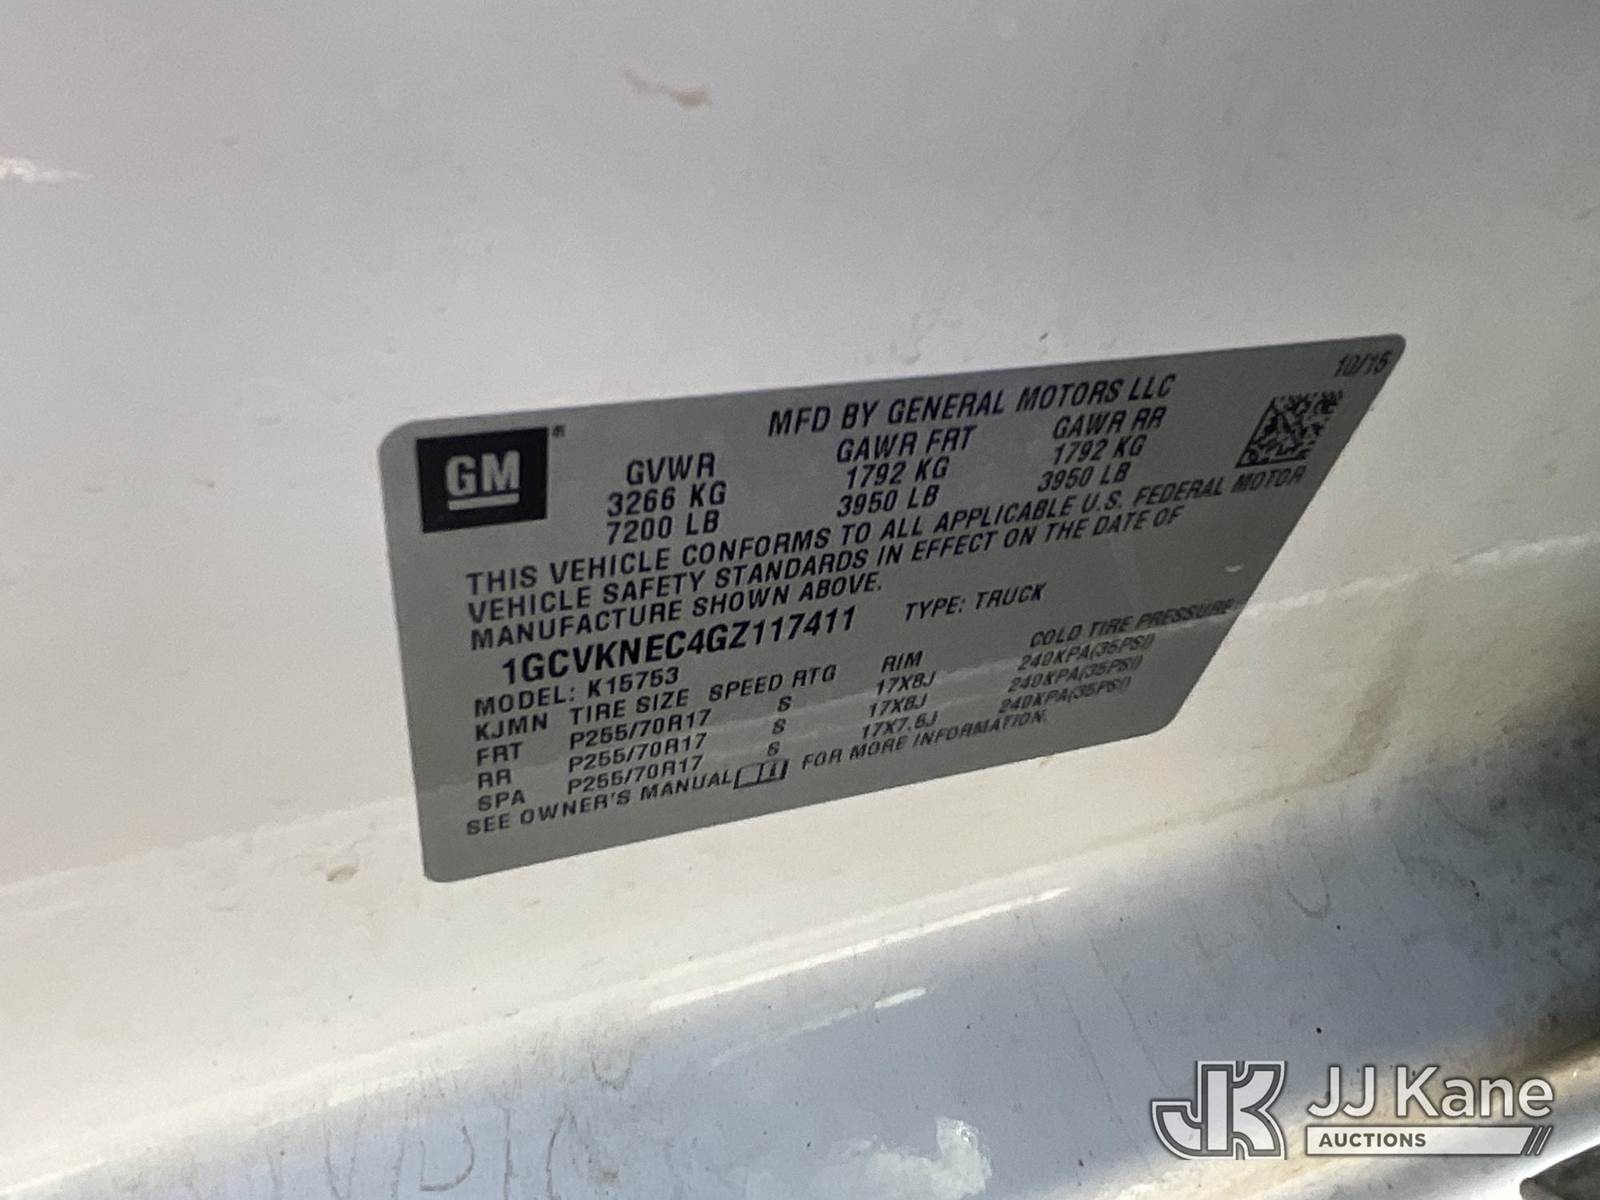 10/15
MFD BY GENERAL MOTORS LLC
GM ®
GVWR GAWR FRT GAWR RR
3266 KG 1792 KG 1792 KG
7200 LB 3950 LB 3950 LB
THIS VEHICLE CONFORMS TO ALL APPLICABLE U.S. FEDERAL MOTOR
VEHICLE SAFETY STANDARDS IN EFFECT ON THE DATE OF
MANUFACTURE SHOWN ABOVE.
1GCVKNEC4GZ117411 TYPE: TRUCK
MODEL: K15753
KJMN TIRE SIZE SPEED RTG RIM COLD TIRE PRESSURE:
FRT P255/70R17 S 17X8J 240KPA(35PSI)
RR P255/70R17 S 17X8J 240KPA(35PSI)
SPA P255/70R17 S 17X7.5J 240KPA(35PSI)
SEE OWNER'S MANUAL FOR MORE INFORMATION.
JK JJ Kane
AUCTIONS